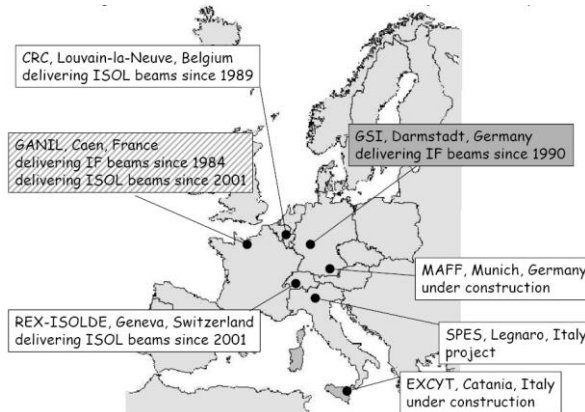 CRC, Louvain-la-Neuve, Belgium
delivering ISOL beams since 1989
GANIL, Caen, France
delivering IF beams since 1984
delivering ISOL beams since 2001
GSI, Darmstadt, Germany
delivering IF beams since 1990
MAFF, Munich, Germany
under construction
REX-ISOLDE, Geneva, Switzerland
delivering ISOL beams since 2001
SPES, Legnaro, Italy
project
EXCYT, Catania, Italy
under construction